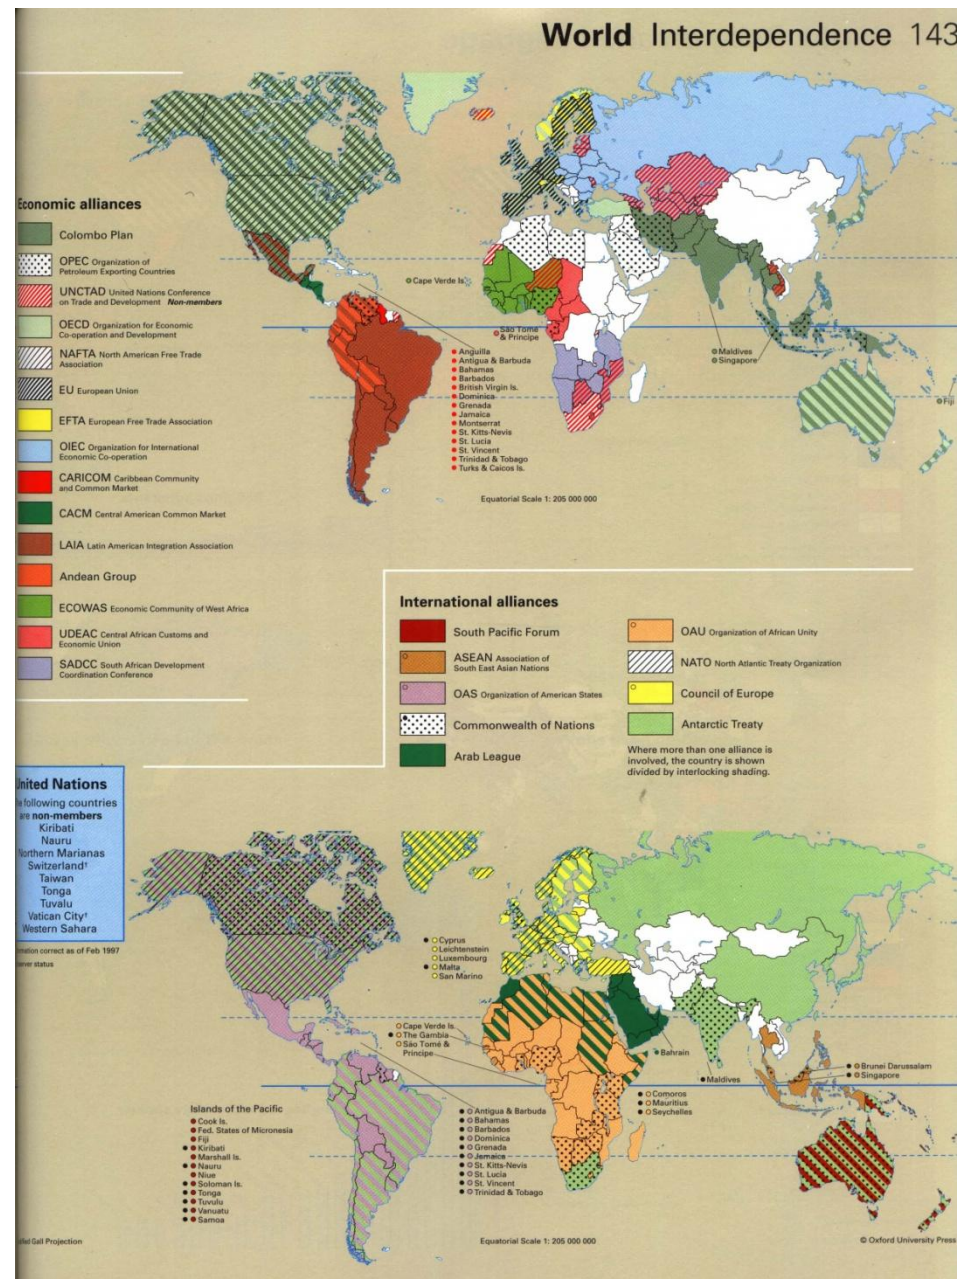 World Interdependence 143
Economic alliances
Colombo Plan
OPEC Organization of
Petroleum Exporting Countries
UNCTAD United Nations Conference
on Trade and Development Non-members
OECD Organization for Economic
Co-operation and Development
NAFTA North American Free Trade
Association
EU European Union
EFTA European Free Trade Association
OIEC Organization for International
Economic Co-operation
CARICOM Caribbean Community
and Common Market
CACM Central American Common Market
LAIA Latin American Integration Association
Andean Group
ECOWAS Economic Community of West Africa
UDEAC Central African Customs and
Economic Union
SADCC South African Development
Coordination Conference
Cape Verde Is.
São Tomé
& Principe
Anguilla
Antigua & Barbuda
Bahamas
Barbados
British Virgin Is.
Dominica
Grenada
Jamaica
Montserrat
St. Kitts-Nevis
St. Lucia
St. Vincent
Trinidad & Tobago
Turks & Caicos Is.
Maldives
Singapore
Fiji
Equatorial Scale 1: 205 000 000
International alliances
South Pacific Forum
ASEAN Association of
South East Asian Nations
OAS Organization of American States
Commonwealth of Nations
Arab League
OAU Organization of African Unity
NATO North Atlantic Treaty Organization
Council of Europe
Antarctic Treaty
Where more than one alliance is
involved, the country is shown
divided by interlocking shading.
United Nations
following countries
are non-members
Kiribati
Nauru
Northern Marianas
Switzerland†
Taiwan
Tonga
Tuvalu
Vatican City†
Western Sahara
correct as of Feb 1997
status
Cyprus
Leichtenstein
Luxembourg
Malta
San Marino
Cape Verde Is.
The Gambia
São Tomé &
Principe
Bahrain
Maldives
Brunei Darussalam
Singapore
Comoros
Mauritius
Seychelles
Islands of the Pacific
Cook Is.
Fed. States of Micronesia
Fiji
Kiribati
Marshall Is.
Nauru
Niue
Soloman Is.
Tonga
Tuvulu
Vanuatu
Samoa
Antigua & Barbuda
Bahamas
Barbados
Dominica
Grenada
Jemaica
St. Kitts-Nevis
St. Lucia
St. Vincent
Trinidad & Tobago
Gall Projection
Equatorial Scale 1: 205 000 000
© Oxford University Press